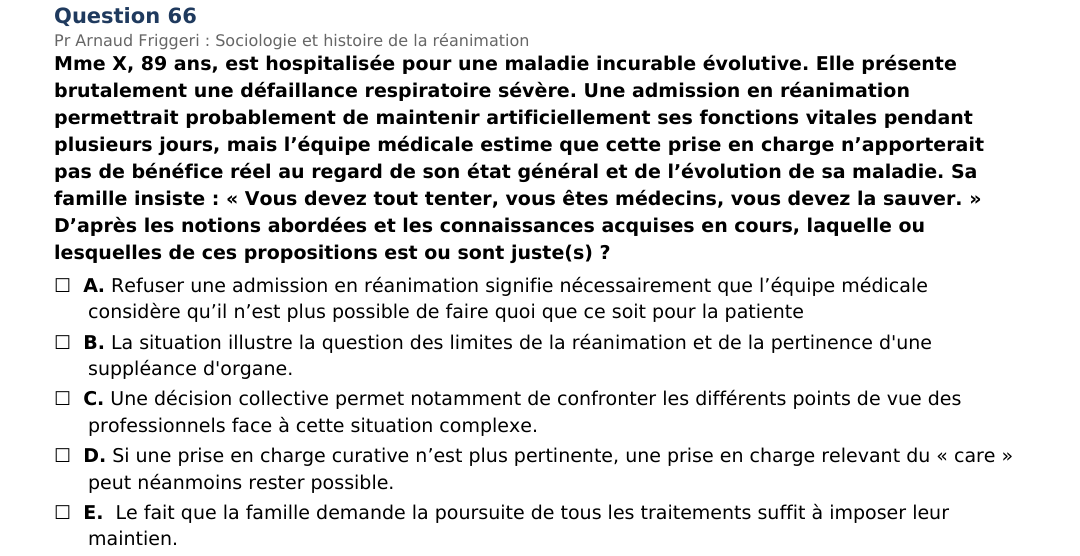 Question 66
Pr Arnaud Friggeri : Sociologie et histoire de la réanimation
Mme X, 89 ans, est hospitalisée pour une maladie incurable évolutive. Elle présente
brutalement une défaillance respiratoire sévère. Une admission en réanimation
permettrait probablement de maintenir artificiellement ses fonctions vitales pendant
plusieurs jours, mais l’équipe médicale estime que cette prise en charge n’apporterait
pas de bénéfice réel au regard de son état général et de l’évolution de sa maladie. Sa
famille insiste : « Vous devez tout tenter, vous êtes médecins, vous devez la sauver. »
D’après les notions abordées et les connaissances acquises en cours, laquelle ou
lesquelles de ces propositions est ou sont juste(s) ?
☐ A. Refuser une admission en réanimation signifie nécessairement que l’équipe médicale
considère qu’il n’est plus possible de faire quoi que ce soit pour la patiente
☐ B. La situation illustre la question des limites de la réanimation et de la pertinence d'une
suppléance d'organe.
☐ C. Une décision collective permet notamment de confronter les différents points de vue des
professionnels face à cette situation complexe.
☐ D. Si une prise en charge curative n’est plus pertinente, une prise en charge relevant du « care »
peut néanmoins rester possible.
☐ E. Le fait que la famille demande la poursuite de tous les traitements suffit à imposer leur
maintien.